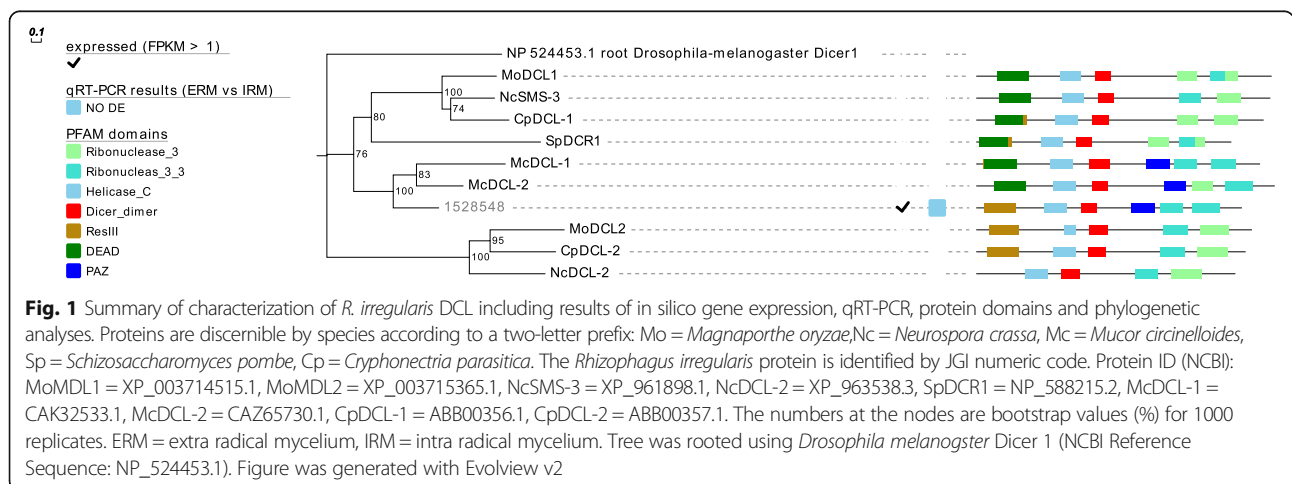 0.1
expressed (FPKM > 1)
qRT-PCR results (ERM vs IRM)
NO DE
PFAM domains
Ribonuclease_3
Ribonucleas_3_3
Helicase_C
Dicer_dimer
ResIII
DEAD
PAZ
NP 524453.1 root Drosophila-melanogaster Dicer1
MoDCL1
100
NcSMS-3
74
CpDCL-1
80
SpDCR1
76
McDCL-1
83
McDCL-2
100
1528548
MoDCL2
95
CpDCL-2
100
NcDCL-2
Fig. 1 Summary of characterization of R. irregularis DCL including results of in silico gene expression, qRT-PCR, protein domains and phylogenetic
analyses. Proteins are discernible by species according to a two-letter prefix: Mo = Magnaporthe oryzae,Nc = Neurospora crassa, Mc = Mucor circinelloides,
Sp = Schizosaccharomyces pombe, Cp = Cryphonectria parasitica. The Rhizophagus irregularis protein is identified by JGI numeric code. Protein ID (NCBI):
MoMDL1 = XP_003714515.1, MoMDL2 = XP_003715365.1, NcSMS-3 = XP_961898.1, NcDCL-2 = XP_963538.3, SpDCR1 = NP_588215.2, McDCL-1 =
CAK32533.1, McDCL-2 = CAZ65730.1, CpDCL-1 = ABB00356.1, CpDCL-2 = ABB00357.1. The numbers at the nodes are bootstrap values (%) for 1000
replicates. ERM = extra radical mycelium, IRM = intra radical mycelium. Tree was rooted using Drosophila melanogster Dicer 1 (NCBI Reference
Sequence: NP_524453.1). Figure was generated with Evolview v2